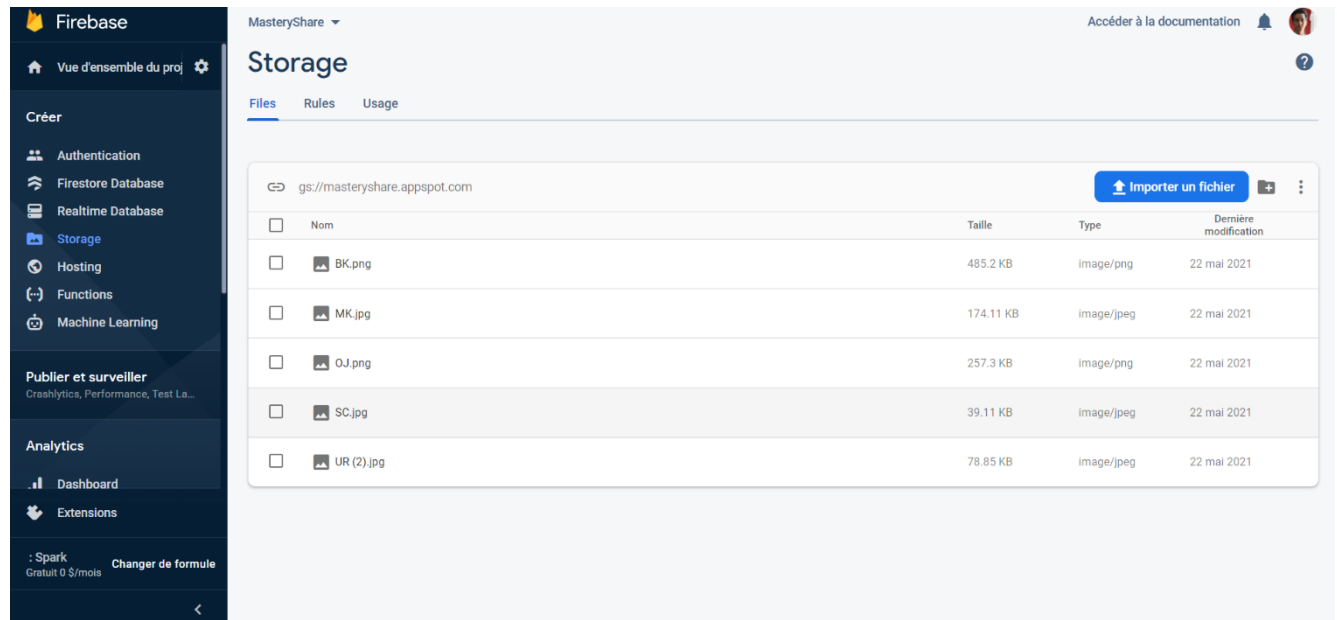 Firebase
Vue d'ensemble du proj
Créer
Authentication
Firestore Database
Realtime Database
Storage
Hosting
Functions
Machine Learning
Publier et surveiller
Crashlytics, Performance, Test La...
Analytics
Dashboard
Extensions
: Spark
Gratuit 0 $/mois
Changer de formule
MasteryShare
Accéder à la documentation
Storage
Files Rules Usage
gs://masteryshare.appspot.com
Importer un fichier
Nom Taille Type Dernière modification
BK.png 485.2 KB image/png 22 mai 2021
MK.jpg 174.11 KB image/jpeg 22 mai 2021
OJ.png 257.3 KB image/png 22 mai 2021
SC.jpg 39.11 KB image/jpeg 22 mai 2021
UR (2).jpg 78.85 KB image/jpeg 22 mai 2021